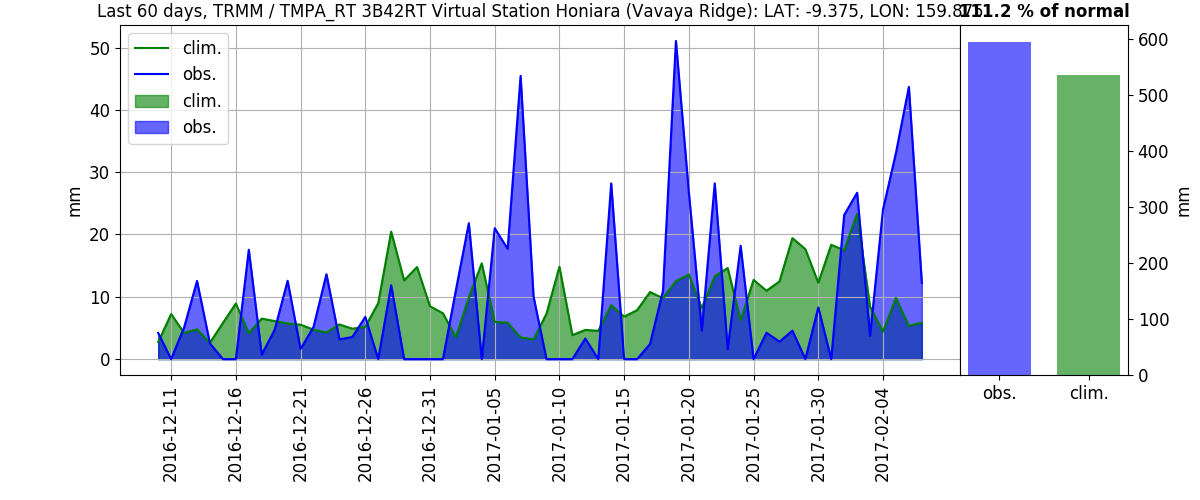 Last 60 days, TRMM / TMPA_RT 3B42RT Virtual Station Honiara (Vavaya Ridge): LAT: -9.375, LON: 159.875
111.2 % of normal
clim.
obs.
clim.
obs.
50
40
30
20
10
0
mm
600
500
400
300
200
100
0
mm
obs.
clim.
2016-12-11
2016-12-16
2016-12-21
2016-12-26
2016-12-31
2017-01-05
2017-01-10
2017-01-15
2017-01-20
2017-01-25
2017-01-30
2017-02-04